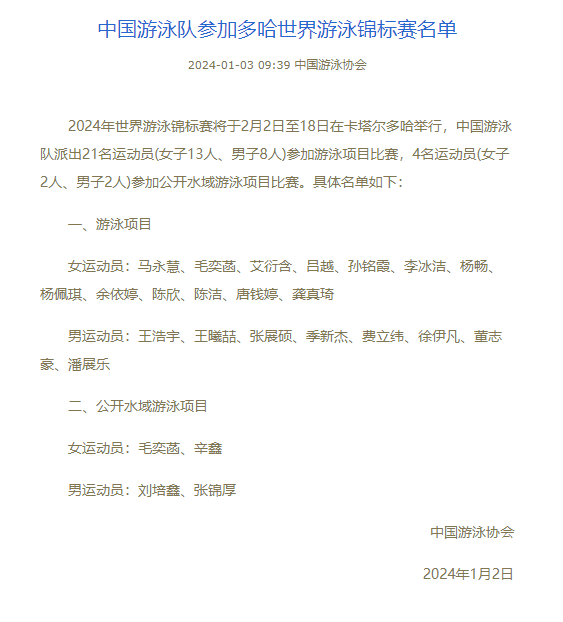 中国游泳队参加多哈世界游泳锦标赛名单
2024-01-03 09:39 中国游泳协会
2024年世界游泳锦标赛将于2月2日至18日在卡塔尔多哈举行，中国游泳
队派出21名运动员(女子13人、男子8人)参加游泳项目比赛，4名运动员(女子
2人、男子2人)参加公开水域游泳项目比赛。具体名单如下：
一、游泳项目
女运动员：马永慧、毛奕菡、艾衍含、吕越、孙铭霞、李冰洁、杨畅、
杨佩琪、余依婷、陈欣、陈洁、唐钱婷、龚真琦
男运动员：王浩宇、王曦喆、张展硕、季新杰、费立纬、徐伊凡、董志
豪、潘展乐
二、公开水域游泳项目
女运动员：毛奕菡、辛鑫
男运动员：刘培鑫、张锦厚
中国游泳协会
2024年1月2日